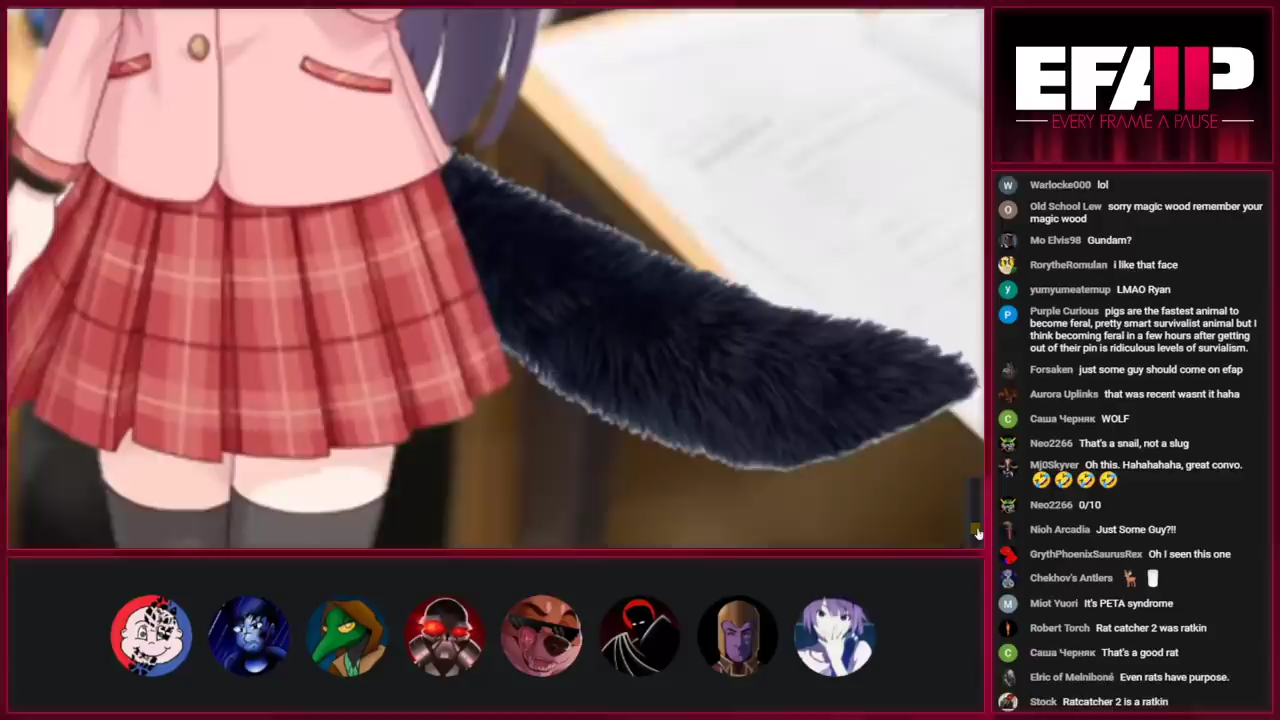 EFAP
EVERY FRAME A PAUSE
W
Warlocke000 lol
O
Old School Lew sorry magic wood remember your
magic wood
Mo Elvis98 Gundam?
RorytheRomulan i like that face
y
yumyumeatemup LMAO Ryan
P
Purple Curious pigs are the fastest animal to
become feral, pretty smart survivalist animal but I
think becoming feral in a few hours after getting
out of their pin is ridiculous levels of survialism.
Forsaken just some guy should come on efap
Aurora Uplinks that was recent wasnt it haha
C
Саша Черняк WOLF
Neo2266 That's a snail, not a slug
Mj0Skyver Oh this. Hahahahaha, great convo.
🤣🤣🤣🤣
Neo2266 0/10
Nioh Arcadia Just Some Guy?!!
GrythPhoenixSaurusRex Oh I seen this one
Chekhov's Antlers 🦌 🥛
M
Miot Yuori It's PETA syndrome
Robert Torch Rat catcher 2 was ratkin
C
Саша Черняк That's a good rat
Elric of Melniboné Even rats have purpose.
Stock Ratcatcher 2 is a ratkin